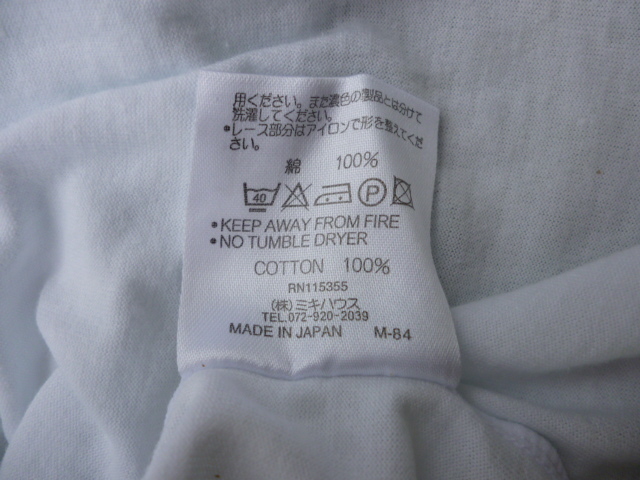 用ください。また濃色の製品とは分けて
洗濯してください。
•レース部分はアイロンで形を整えてくだ
さい。
綿 100%
40
•KEEP AWAY FROM FIRE
•NO TUMBLE DRYER
COTTON 100%
RN115355
(株)ミキハウス
TEL.072-920-2039
MADE IN JAPAN M-84